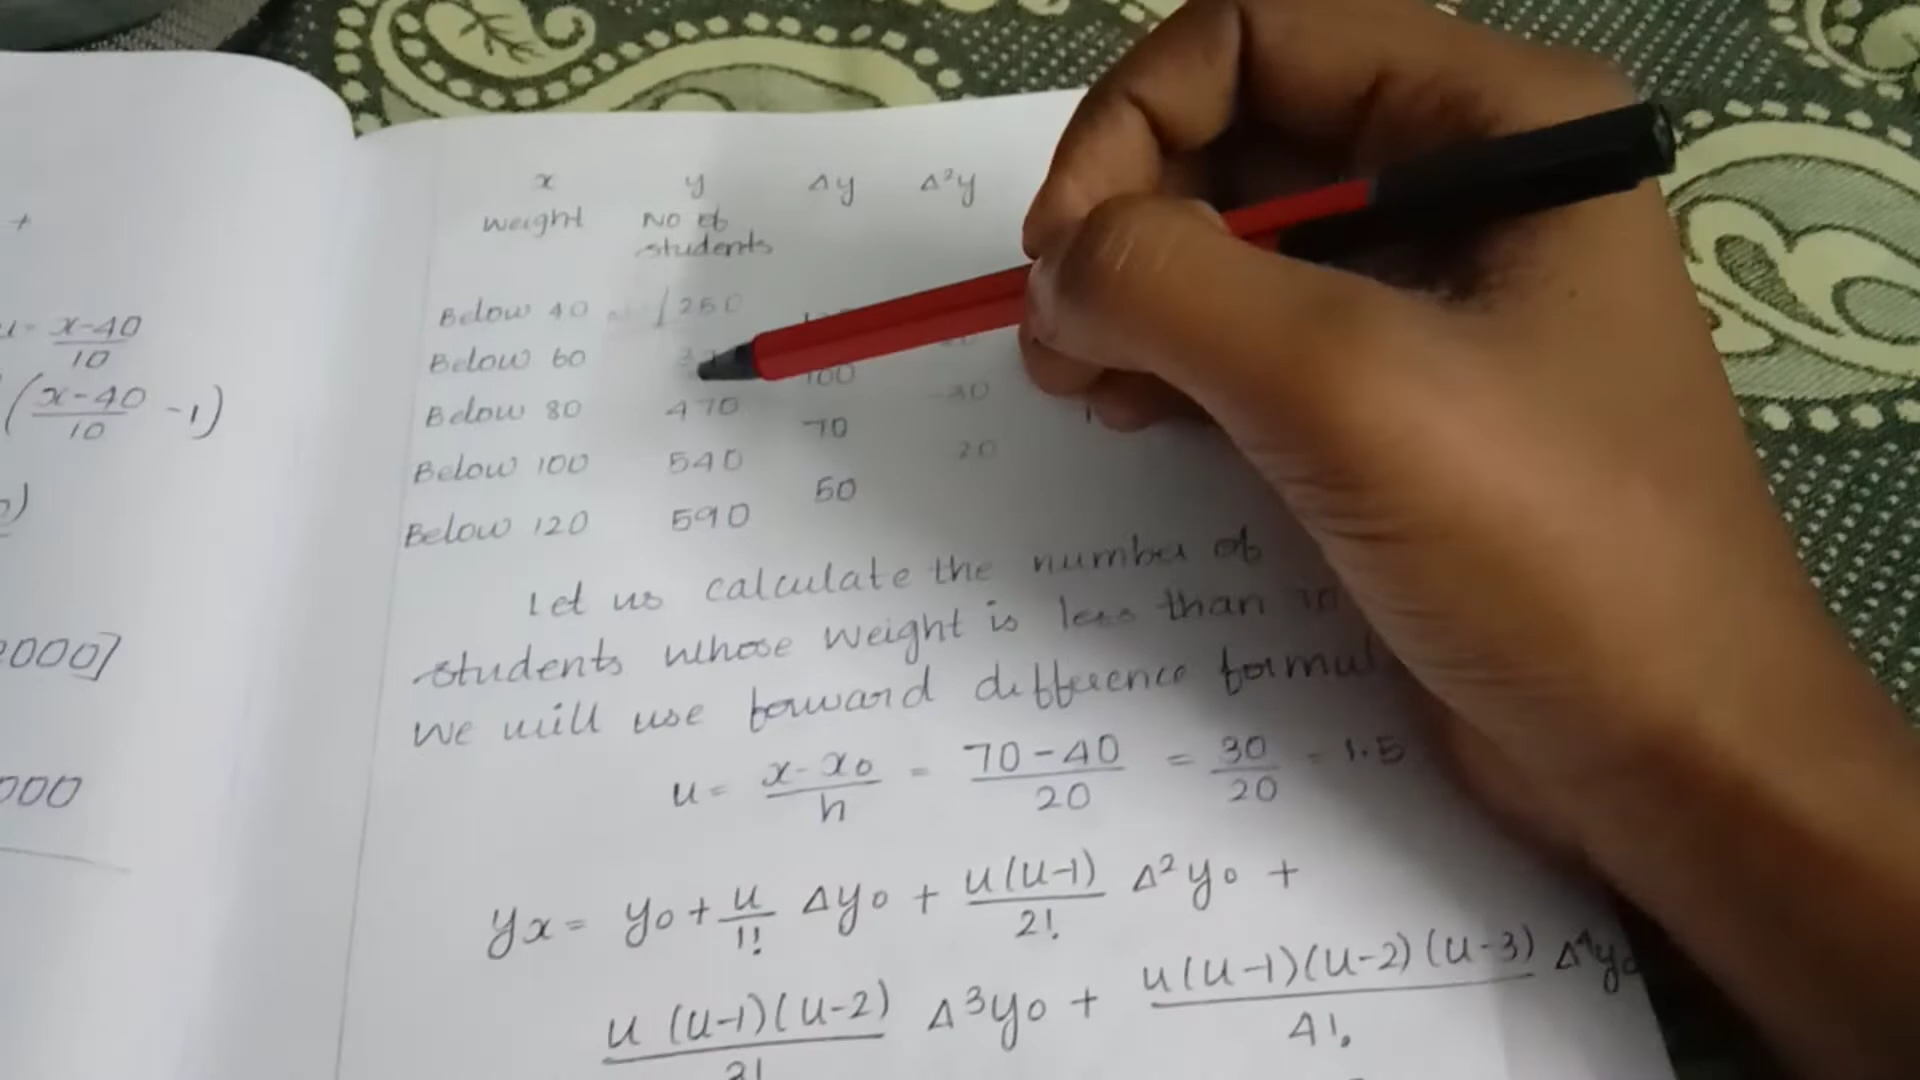 +
u = x-40/10
(x-40/10 -1)
000]
000
x y Δy Δ²y
weight No of
students
Below 40 250
Below 60
100
Below 80 470 30
70
Below 100 540 20
50
Below 120 590
Let us calculate the number of
students whose weight is less than
we will use forward difference
u = x-x0/h = 70-40/20 = 30/20 = 1.5
yx = y0 + u/1! Δy0 + u(u-1)/2! Δ²y0 +
u(u-1)(u-2)/3! Δ³y0 + u(u-1)(u-2)(u-3)/4! Δ⁴y0